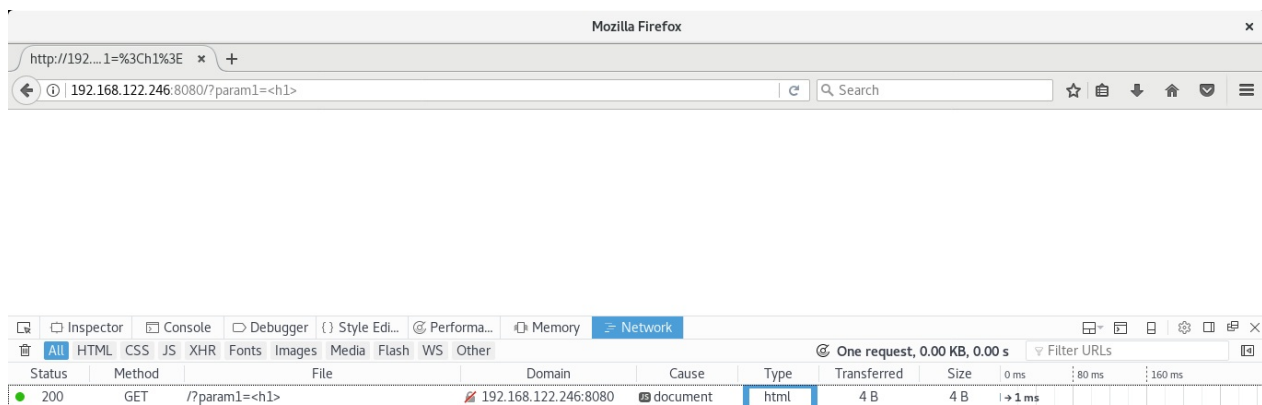 Mozilla Firefox ×
http://192....1=%3Ch1%3E × +
192.168.122.246:8080/?param1=<h1> Search
Inspector Console Debugger {} Style Edi... Performa... Memory Network
All HTML CSS JS XHR Fonts Images Media Flash WS Other One request, 0.00 KB, 0.00 s Filter URLs
Status Method File Domain Cause Type Transferred Size 0 ms 80 ms 160 ms
200 GET /?param1=<h1> 192.168.122.246:8080 JS document html 4 B 4 B → 1 ms